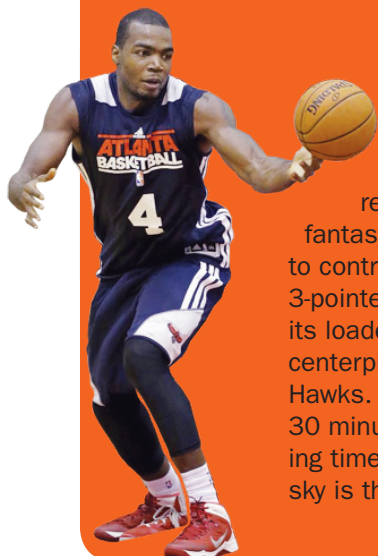 ATLANTA
BASKETBALL
4
SPALDING
re
fantas
to contr
3-pointe
its loade
centerp
Hawks.
30 minu
ing time
sky is th